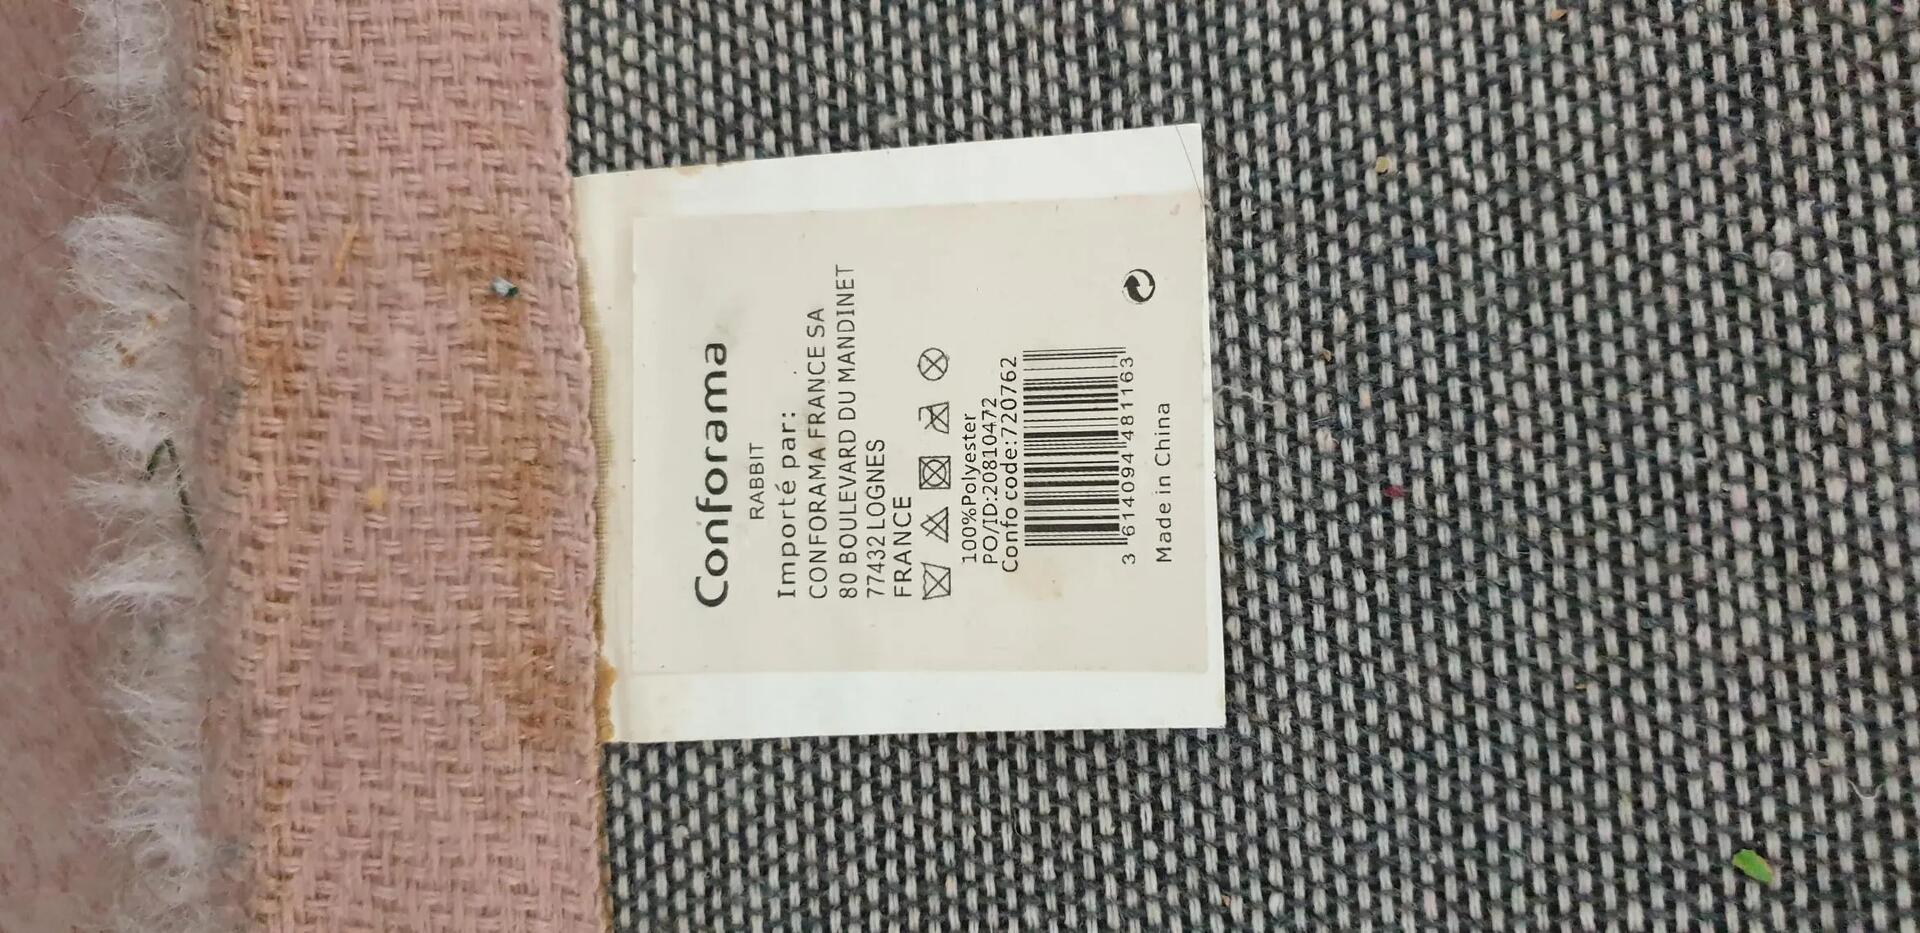 Conforama
RABBIT
Importé par:
CONFORAMA FRANCE SA
80 BOULEVARD DU MANDINET
77432 LOGNES
FRANCE
100%Polyester
PO/ID:20810472
Confo code:720762
3 614094 481163
Made in China